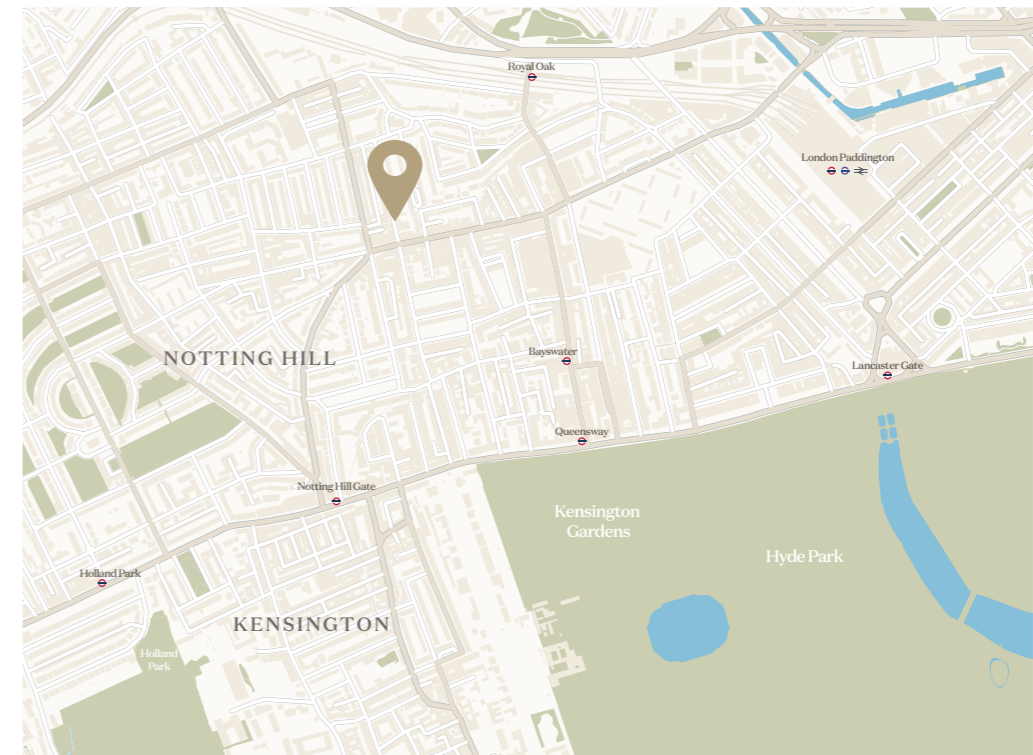 Royal Oak
London Paddington
NOTTING HILL
Bayswater
Lancaster Gate
Queensway
Notting Hill Gate
Kensington
Gardens
Hyde Park
Holland Park
KENSINGTON
Holland
Park